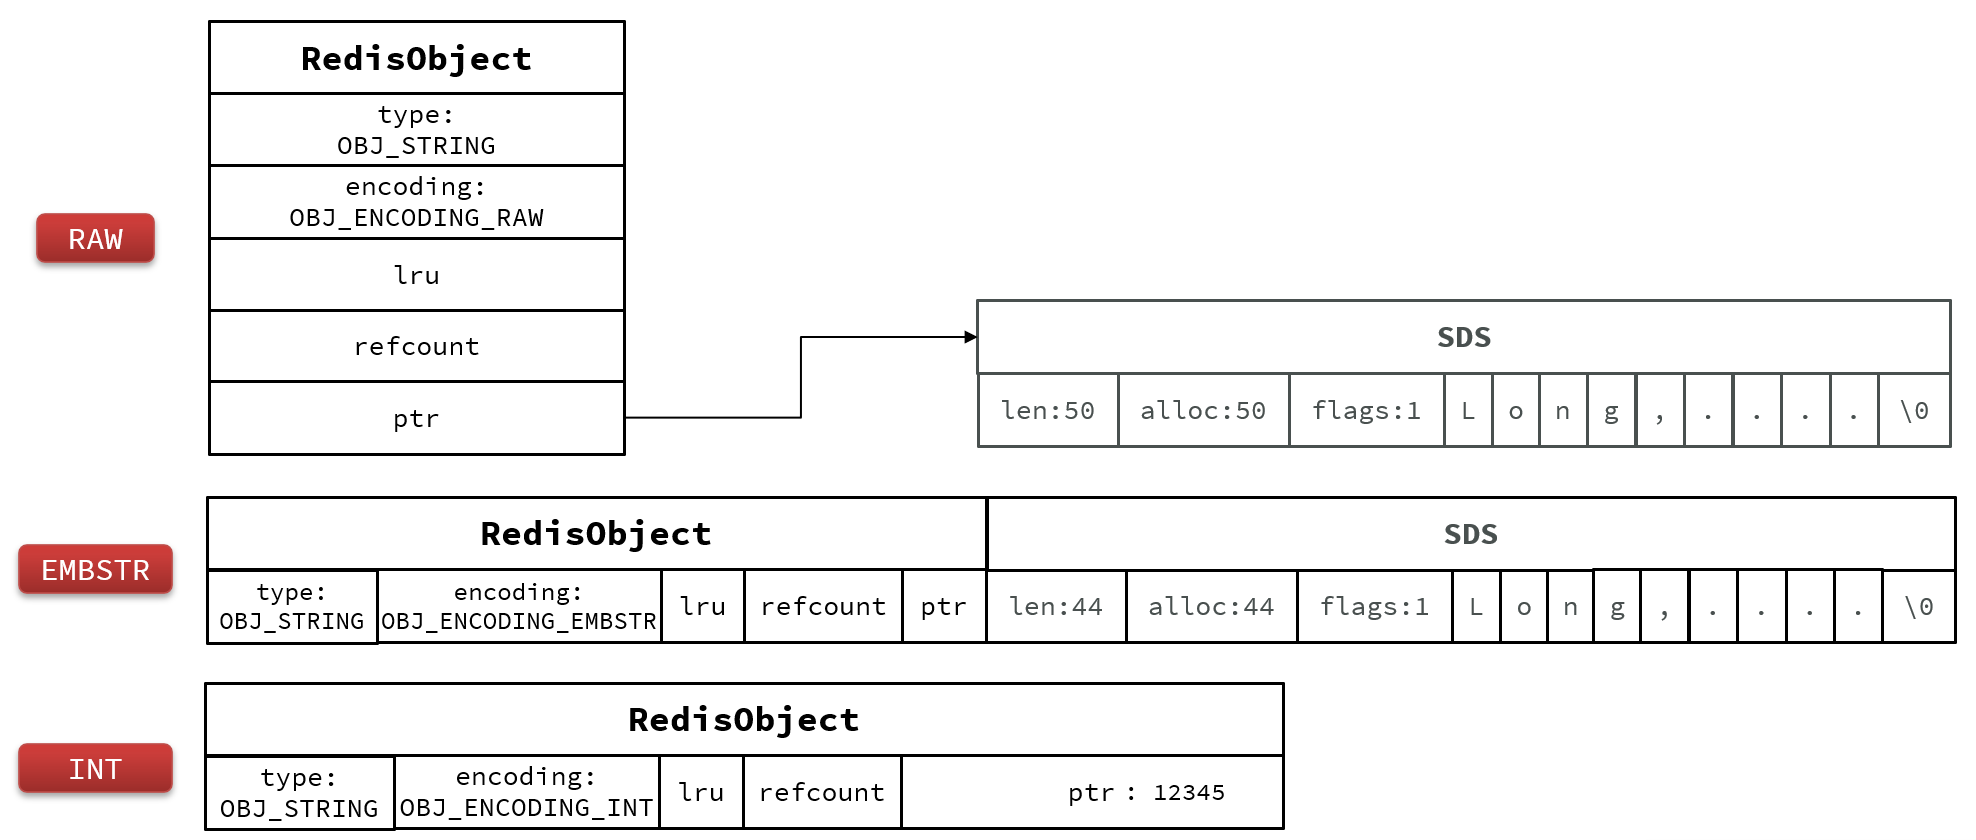 RAW
RedisObject
type:
OBJ_STRING
encoding:
OBJ_ENCODING_RAW
lru
refcount
ptr
SDS
len:50 alloc:50 flags:1 L o n g , . . . . \0
EMBSTR
RedisObject SDS
type:
OBJ_STRING
encoding:
OBJ_ENCODING_EMBSTR
lru refcount ptr len:44 alloc:44 flags:1 L o n g , . . . . \0
INT
RedisObject
type:
OBJ_STRING
encoding:
OBJ_ENCODING_INT
lru refcount ptr : 12345